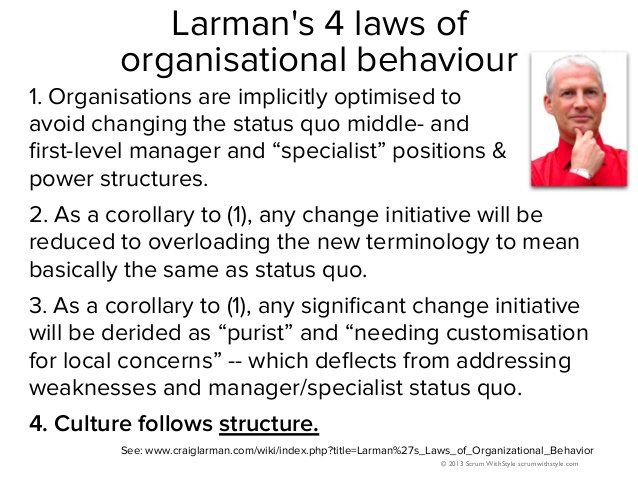 Larman's 4 laws of
organisational behaviour
1. Organisations are implicitly optimised to
avoid changing the status quo middle- and
first-level manager and “specialist” positions &
power structures.
2. As a corollary to (1), any change initiative will be
reduced to overloading the new terminology to mean
basically the same as status quo.
3. As a corollary to (1), any significant change initiative
will be derided as “purist” and “needing customisation
for local concerns” -- which deflects from addressing
weaknesses and manager/specialist status quo.
4. Culture follows structure.
See: www.craiglarman.com/wiki/index.php?title=Larman%27s_Laws_of_Organizational_Behavior
© 2013 Scrum WithStyle scrumwithstyle.com